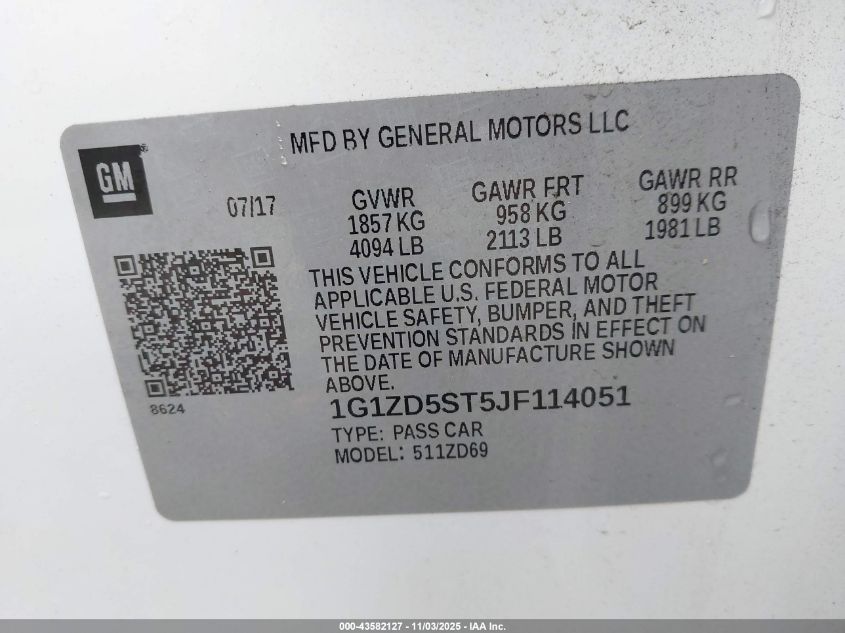 MFD BY GENERAL MOTORS LLC
GM
07/17
GVWR
1857 KG
4094 LB
GAWR FRT
958 KG
2113 LB
GAWR RR
899 KG
1981 LB
THIS VEHICLE CONFORMS TO ALL
APPLICABLE U.S. FEDERAL MOTOR
VEHICLE SAFETY, BUMPER, AND THEFT
PREVENTION STANDARDS IN EFFECT ON
THE DATE OF MANUFACTURE SHOWN
ABOVE.
8624
1G1ZD5ST5JF114051
TYPE: PASS CAR
MODEL: 511ZD69
000-43582127 - 11/03/2025 - IAA Inc.